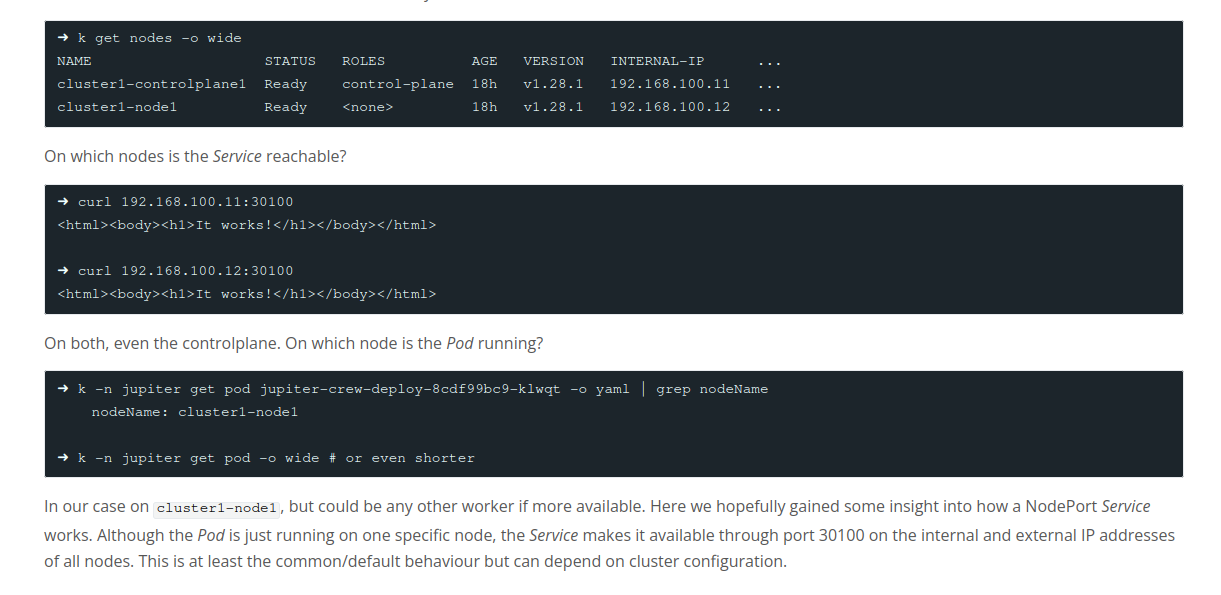 ➜ k get nodes -o wide
NAME STATUS ROLES AGE VERSION INTERNAL-IP ...
cluster1-controlplane1 Ready control-plane 18h v1.28.1 192.168.100.11 ...
cluster1-node1 Ready <none> 18h v1.28.1 192.168.100.12 ...
On which nodes is the Service reachable?
➜ curl 192.168.100.11:30100
<html><body><h1>It works!</h1></body></html>
➜ curl 192.168.100.12:30100
<html><body><h1>It works!</h1></body></html>
On both, even the controlplane. On which node is the Pod running?
➜ k -n jupiter get pod jupiter-crew-deploy-8cdf99bc9-klwqt -o yaml | grep nodeName
nodeName: cluster1-node1
➜ k -n jupiter get pod -o wide # or even shorter
In our case on cluster1-node1, but could be any other worker if more available. Here we hopefully gained some insight into how a NodePort Service
works. Although the Pod is just running on one specific node, the Service makes it available through port 30100 on the internal and external IP addresses
of all nodes. This is at least the common/default behaviour but can depend on cluster configuration.